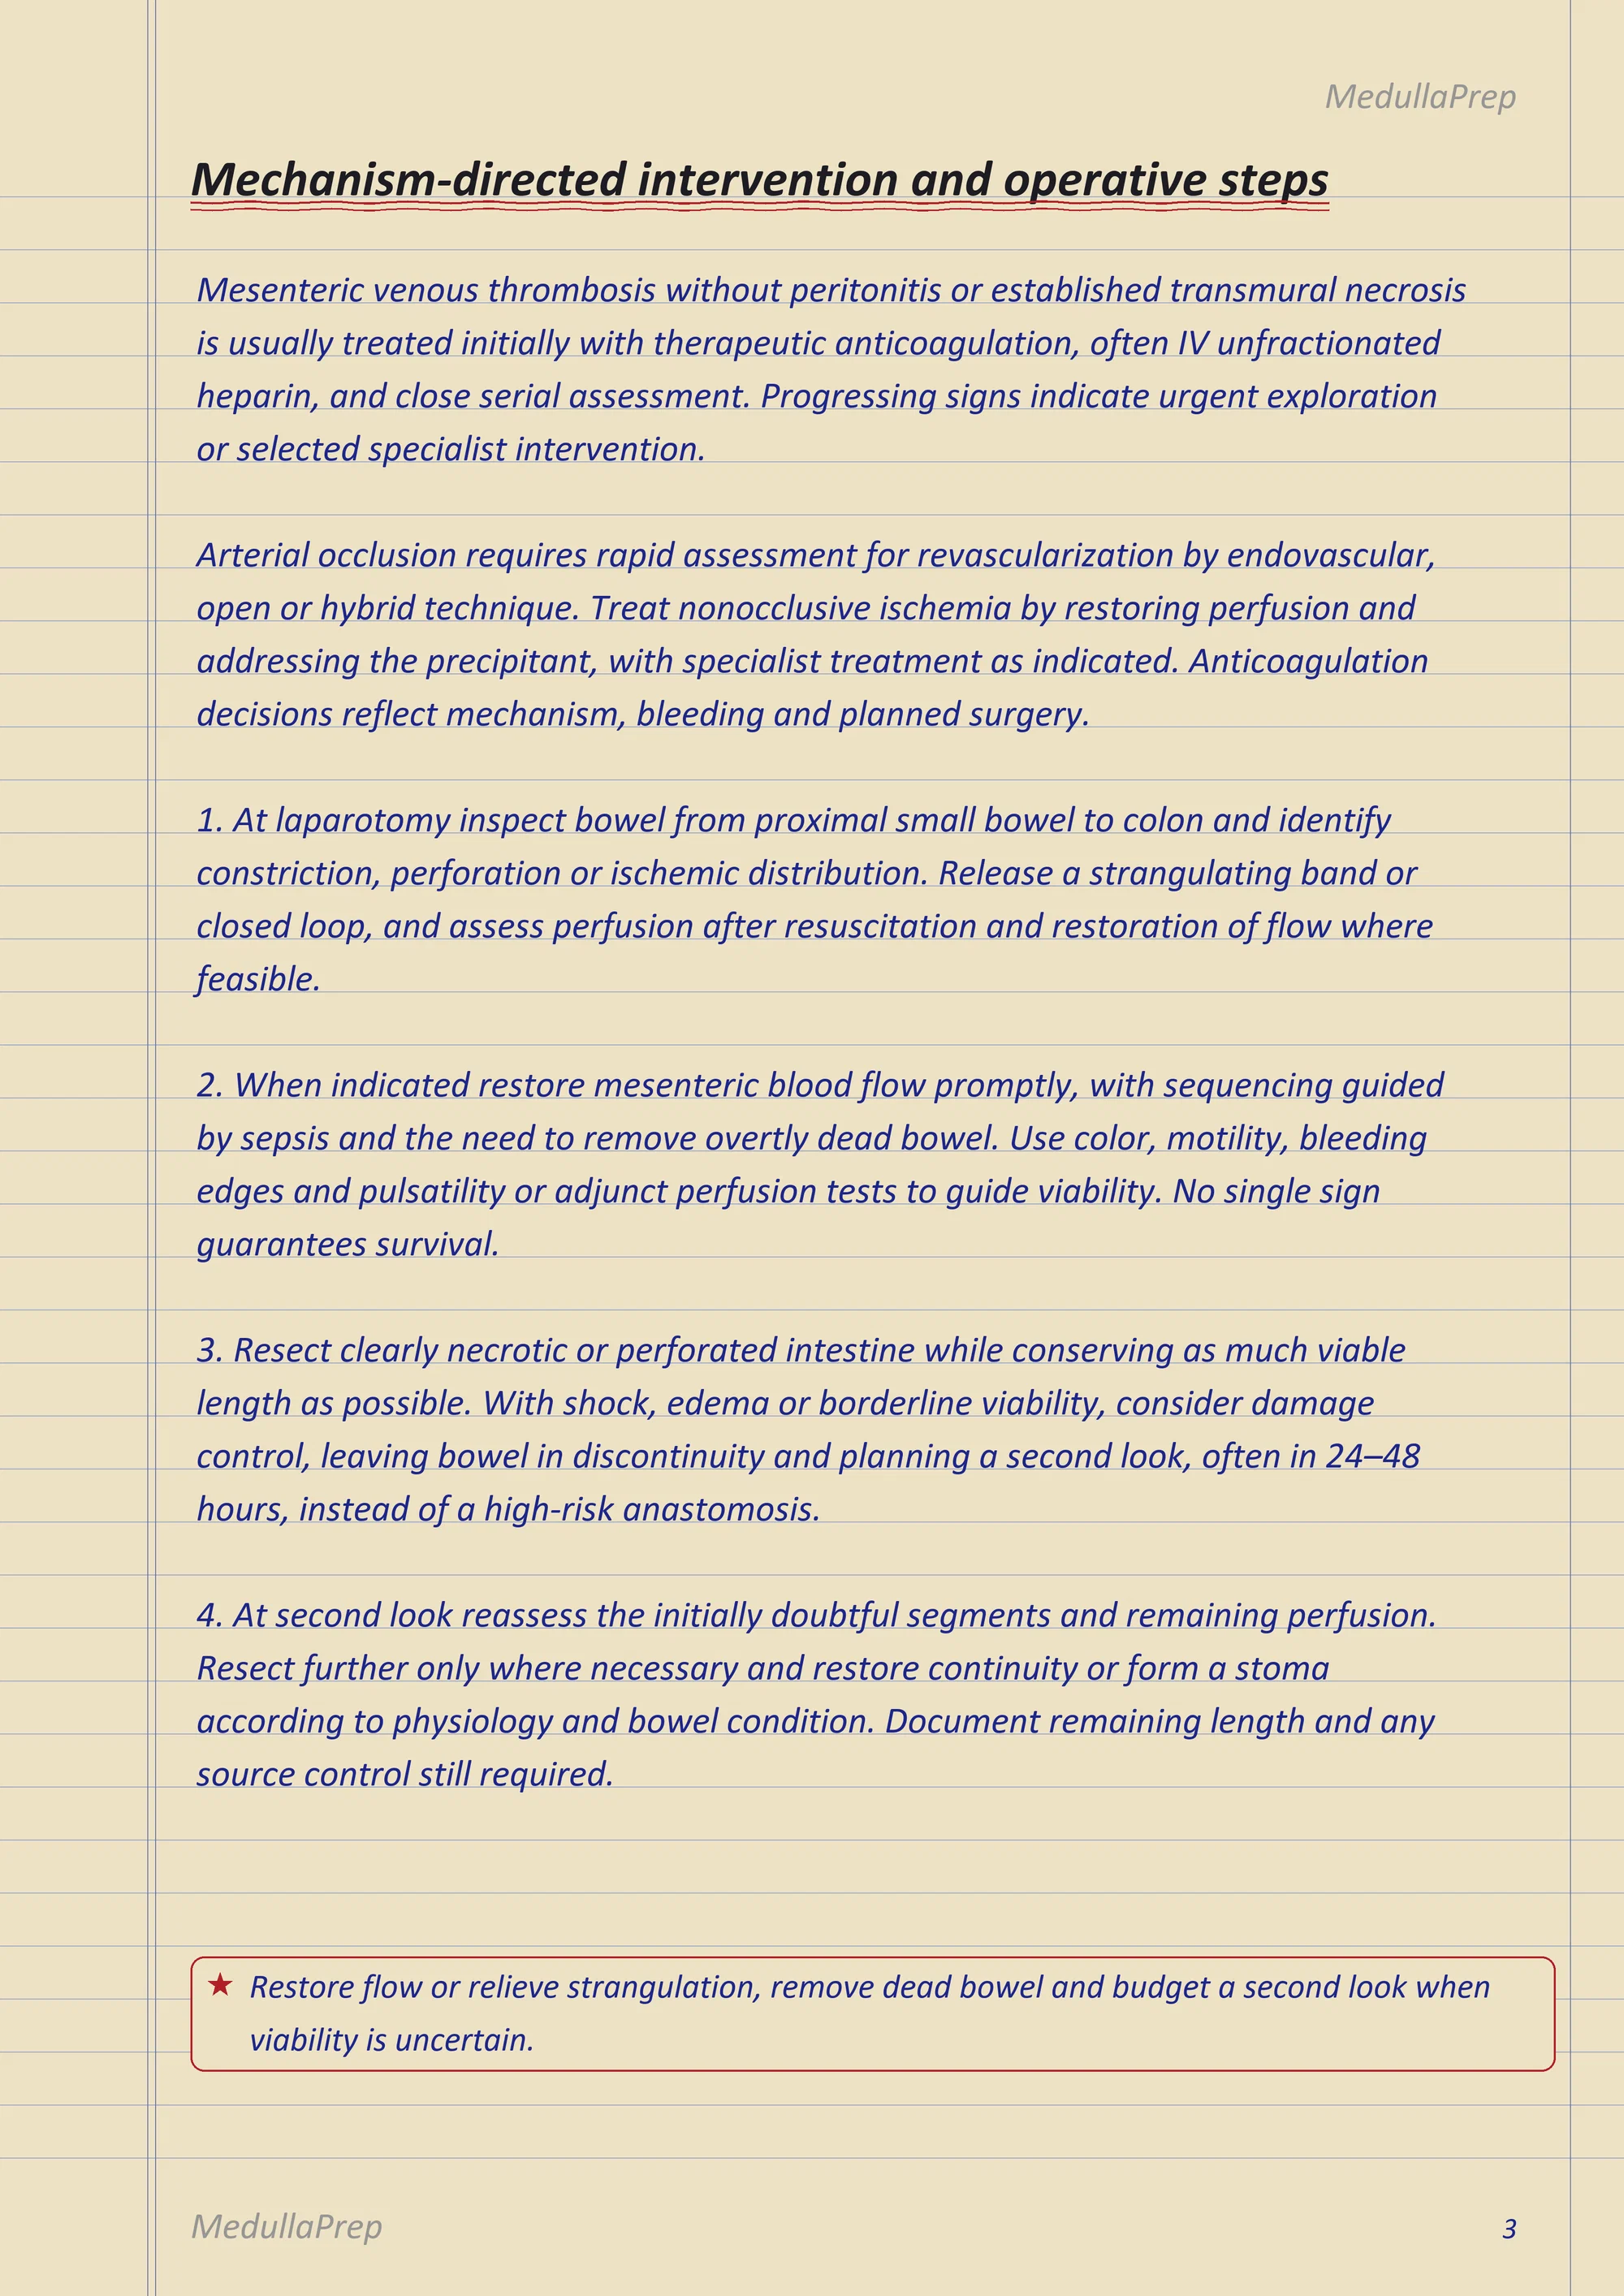 MedullaPrep
Mechanism-directed intervention and operative steps
Mesenteric venous thrombosis without peritonitis or established transmural necrosis
is usually treated initially with therapeutic anticoagulation, often IV unfractionated
heparin, and close serial assessment. Progressing signs indicate urgent exploration
or selected specialist intervention.
Arterial occlusion requires rapid assessment for revascularization by endovascular,
open or hybrid technique. Treat nonocclusive ischemia by restoring perfusion and
addressing the precipitant, with specialist treatment as indicated. Anticoagulation
decisions reflect mechanism, bleeding and planned surgery.
1. At laparotomy inspect bowel from proximal small bowel to colon and identify
constriction, perforation or ischemic distribution. Release a strangulating band or
closed loop, and assess perfusion after resuscitation and restoration of flow where
feasible.
2. When indicated restore mesenteric blood flow promptly, with sequencing guided
by sepsis and the need to remove overtly dead bowel. Use color, motility, bleeding
edges and pulsatility or adjunct perfusion tests to guide viability. No single sign
guarantees survival.
3. Resect clearly necrotic or perforated intestine while conserving as much viable
length as possible. With shock, edema or borderline viability, consider damage
control, leaving bowel in discontinuity and planning a second look, often in 24–48
hours, instead of a high-risk anastomosis.
4. At second look reassess the initially doubtful segments and remaining perfusion.
Resect further only where necessary and restore continuity or form a stoma
according to physiology and bowel condition. Document remaining length and any
source control still required.
★ Restore flow or relieve strangulation, remove dead bowel and budget a second look when
viability is uncertain.
MedullaPrep
3